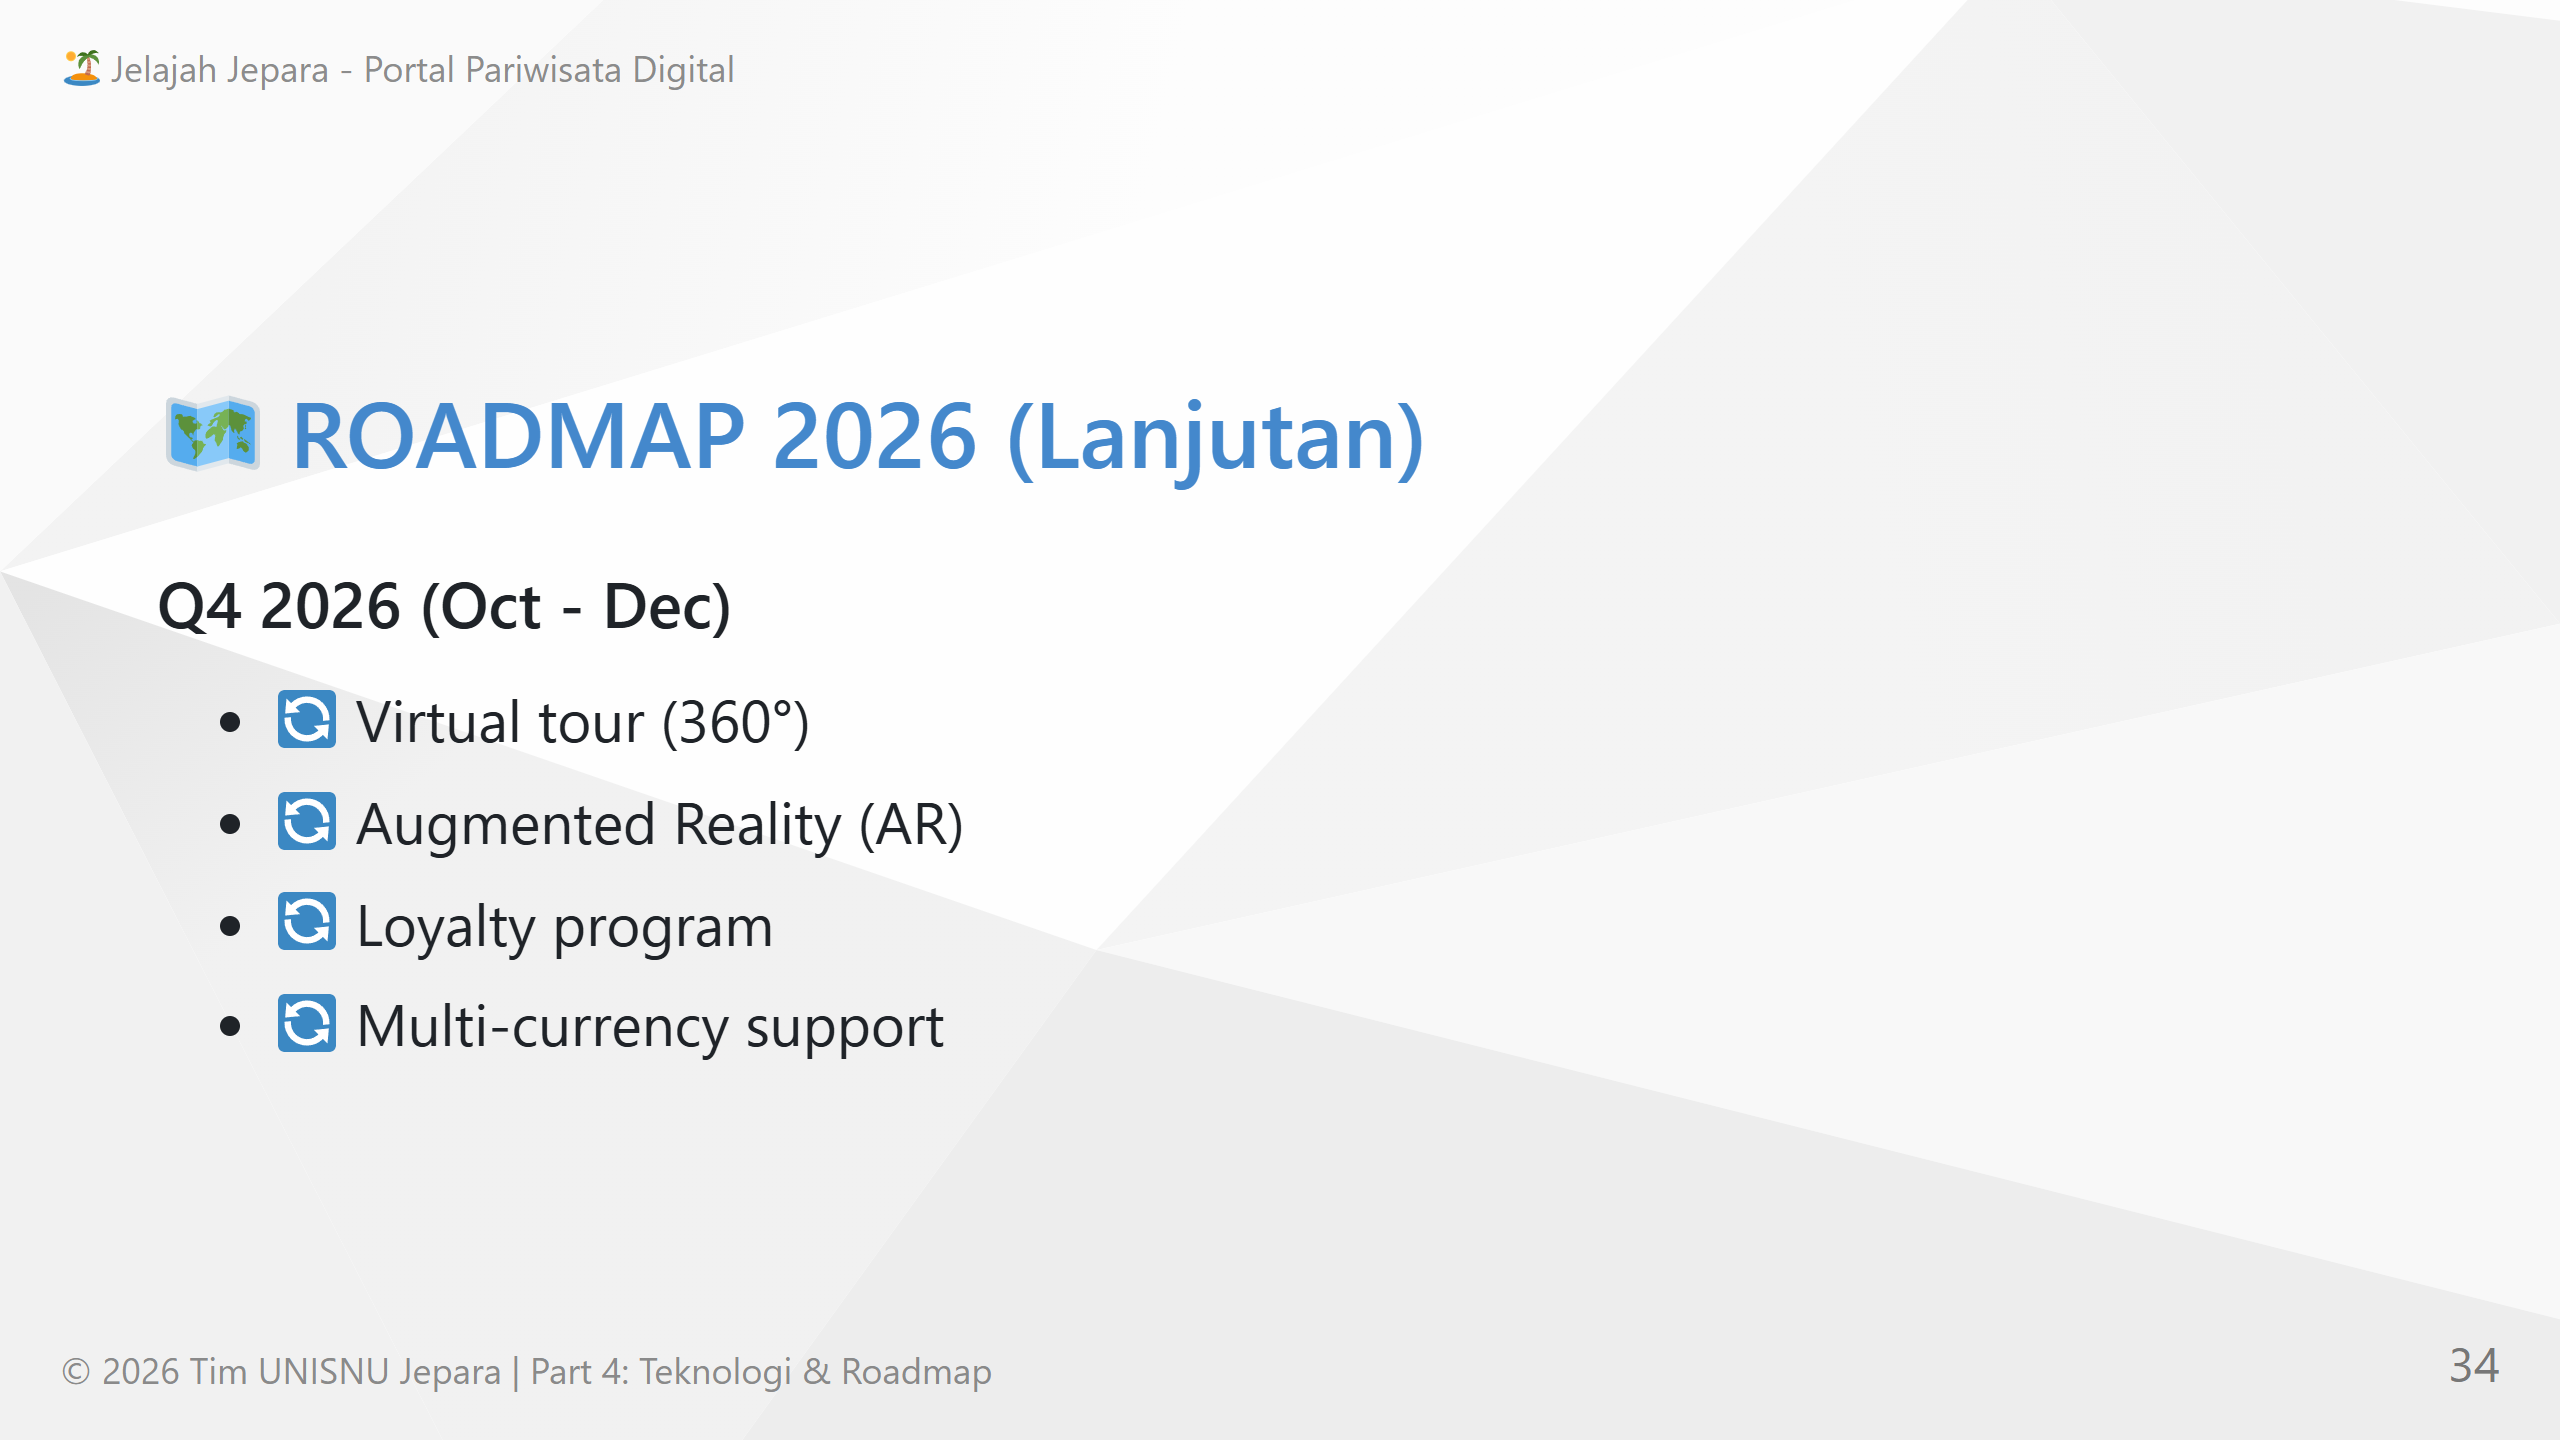 🏝️ Jelajah Jepara - Portal Pariwisata Digital
🗺️ ROADMAP 2026 (Lanjutan)
Q4 2026 (Oct - Dec)
• 🔄 Virtual tour (360°)
• 🔄 Augmented Reality (AR)
• 🔄 Loyalty program
• 🔄 Multi-currency support
© 2026 Tim UNISNU Jepara | Part 4: Teknologi & Roadmap
34